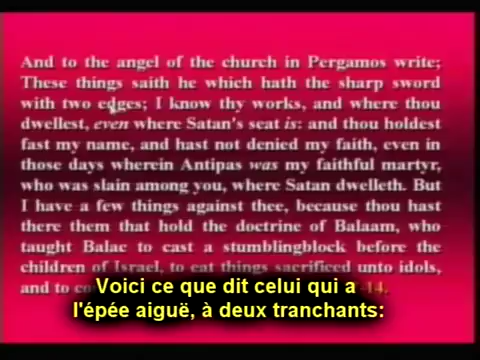 And to the angel of the church in Pergamos write;
These things saith he which hath the sharp sword
with two edges; I know thy works, and where thou
dwellest, even where Satan's seat is: and thou holdest
fast my name, and hast not denied my faith, even in
those days wherein Antipas was my faithful martyr,
who was slain among you, where Satan dwelleth. But
I have a few things against thee, because thou hast
there them that hold the doctrine of Balaam, who
taught Balac to cast a stumblingblock before the
children of Israel, to eat things sacrificed unto idols,
and to
Voici ce que dit celui qui a
l'épée aiguë, à deux tranchants: